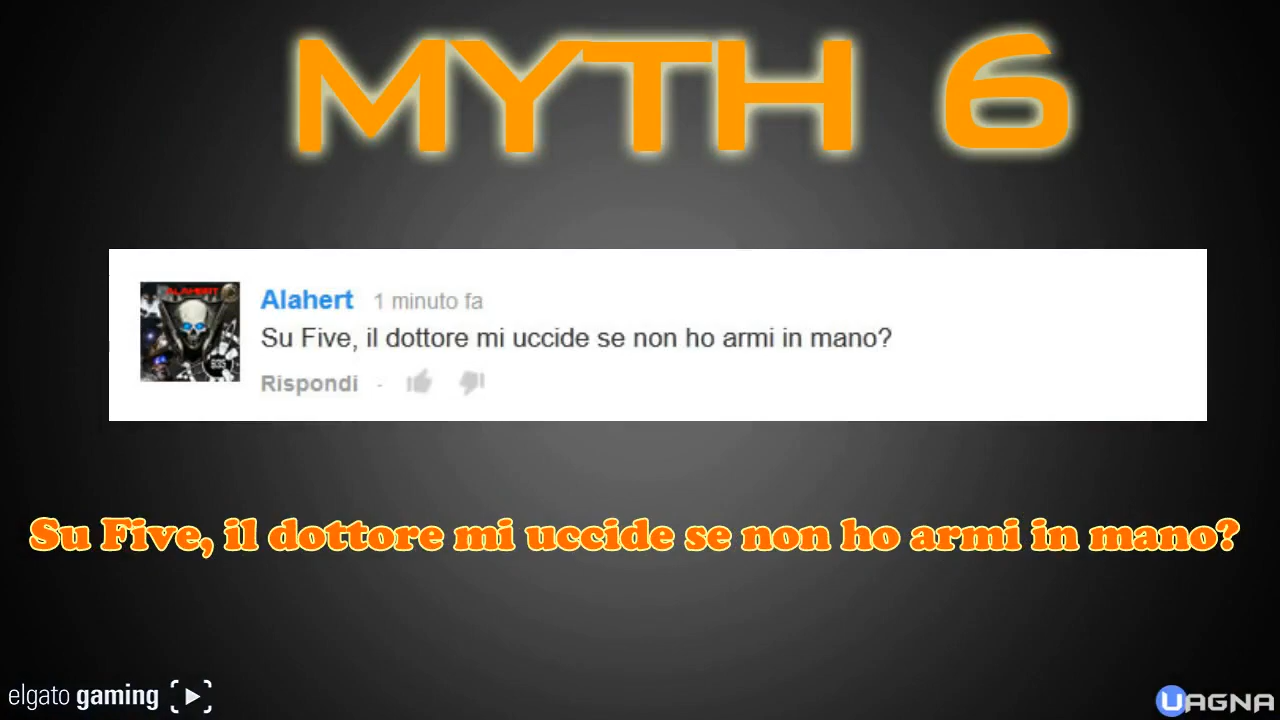 MYTH 6
ALAHERT
Alahert 1 minuto fa
Su Five, il dottore mi uccide se non ho armi in mano?
Rispondi -
Su Five, il dottore mi uccide se non ho armi in mano?
elgato gaming
UAGNA